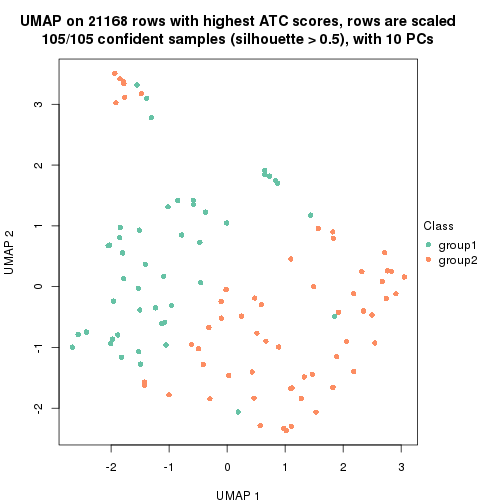 UMAP on 21168 rows with highest ATC scores, rows are scaled
105/105 confident samples (silhouette > 0.5), with 10 PCs
3
2
1
0
-1
-2
UMAP 2
-2 -1 0 1 2 3
UMAP 1
Class
group1
group2